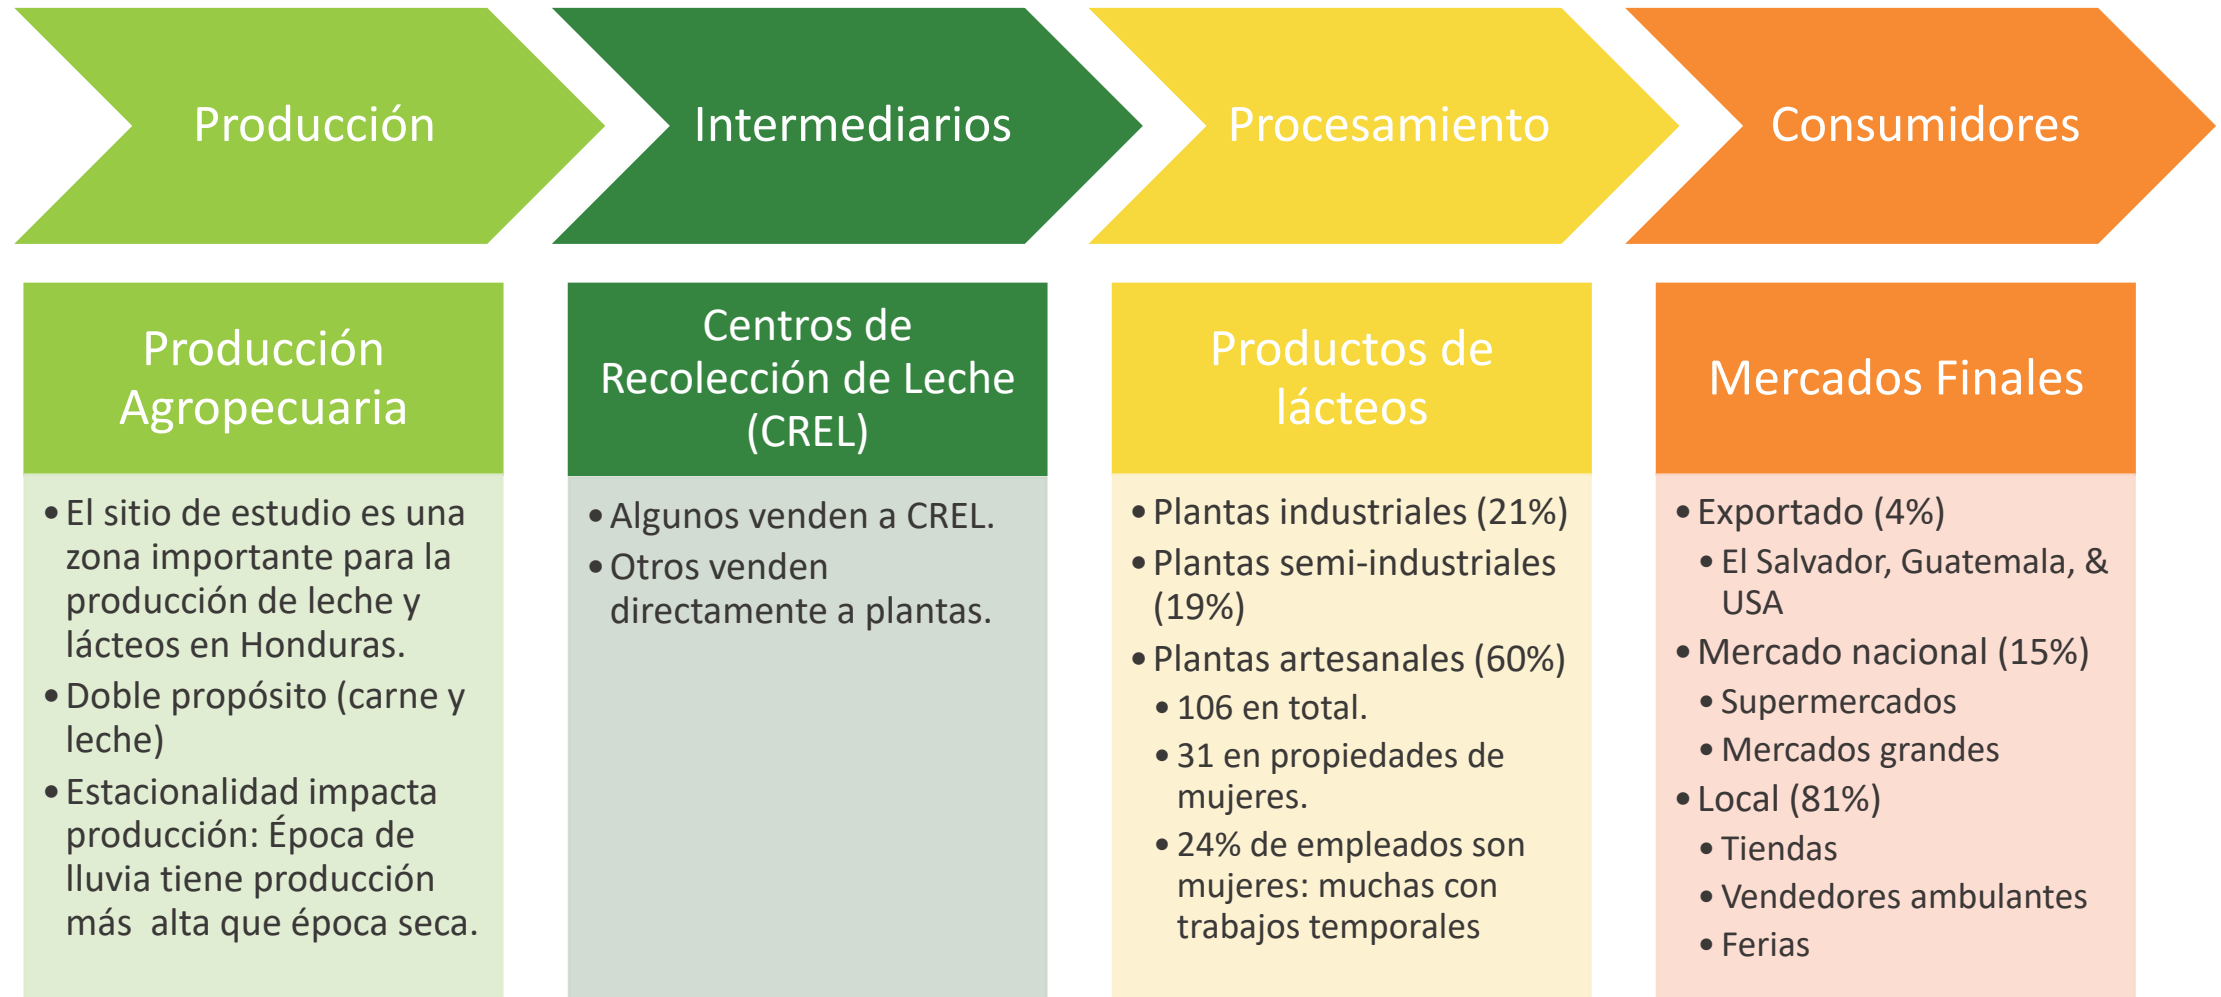 Producción
Intermediarios
Procesamiento
Consumidores
Producción
Agropecuaria
• El sitio de estudio es una
zona importante para la
producción de leche y
lácteos en Honduras.
• Doble propósito (carne y
leche)
• Estacionalidad impacta
producción: Época de
lluvia tiene producción
más  alta que época seca.
Centros de
Recolección de Leche
(CREL)
• Algunos venden a CREL.
• Otros venden
directamente a plantas.
Productos de
lácteos
• Plantas industriales (21%)
• Plantas semi-industriales
(19%)
• Plantas artesanales (60%)
• 106 en total.
• 31 en propiedades de
mujeres.
• 24% de empleados son
mujeres: muchas con
trabajos temporales
Mercados Finales
• Exportado (4%)
• El Salvador, Guatemala, &
USA
• Mercado nacional (15%)
• Supermercados
• Mercados grandes
• Local (81%)
• Tiendas
• Vendedores ambulantes
• Ferias